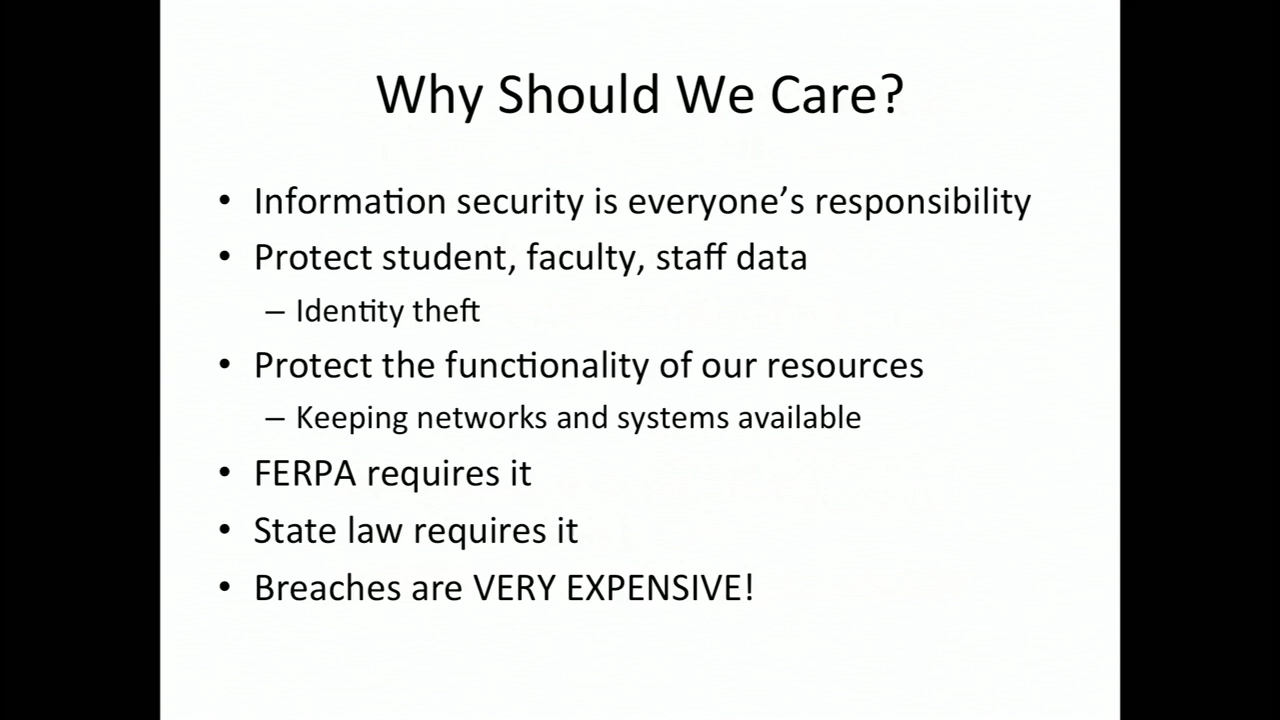 Why Should We Care?
• Information security is everyone’s responsibility
• Protect student, faculty, staff data
– Identity theft
• Protect the functionality of our resources
– Keeping networks and systems available
• FERPA requires it
• State law requires it
• Breaches are VERY EXPENSIVE!